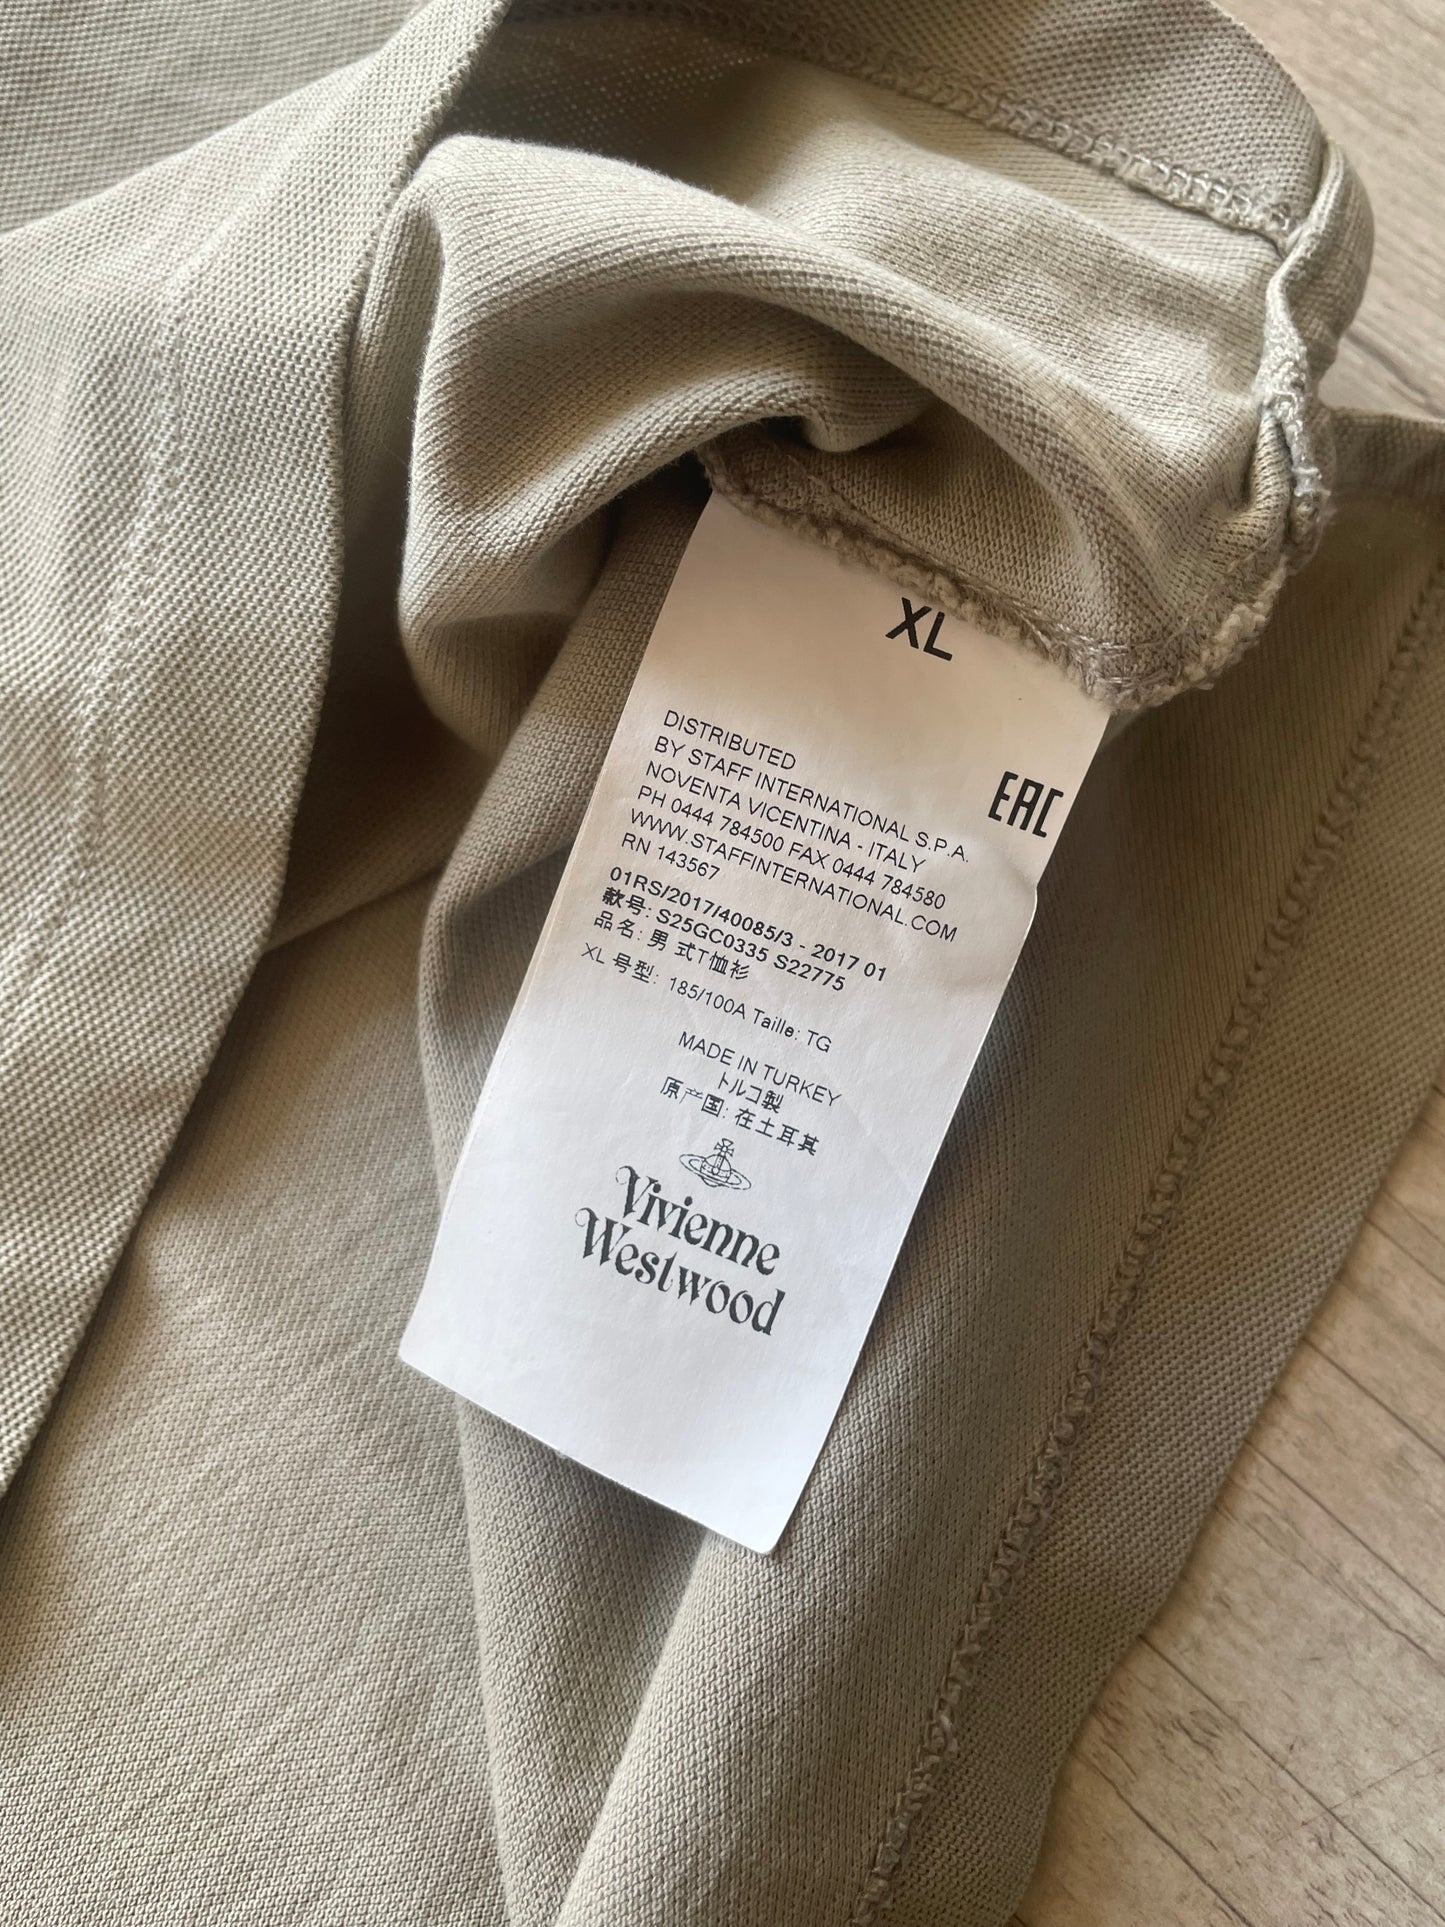 XL
DISTRIBUTED
BY STAFF INTERNATIONAL S.P.A.
NOVENTA VICENTINA - ITALY
PH 0444 784500 FAX 0444 784580
WWW.STAFFINTERNATIONAL.COM
RN 143567
EAC
01RS/2017/40085/3 - 2017 01
款号: S25GC0335 S22775
品名: 男 式T恤衫
XL 号型: 185/100A Taille: TG
MADE IN TURKEY
トルコ製
原产国: 在土耳其
Vivienne
Westwood